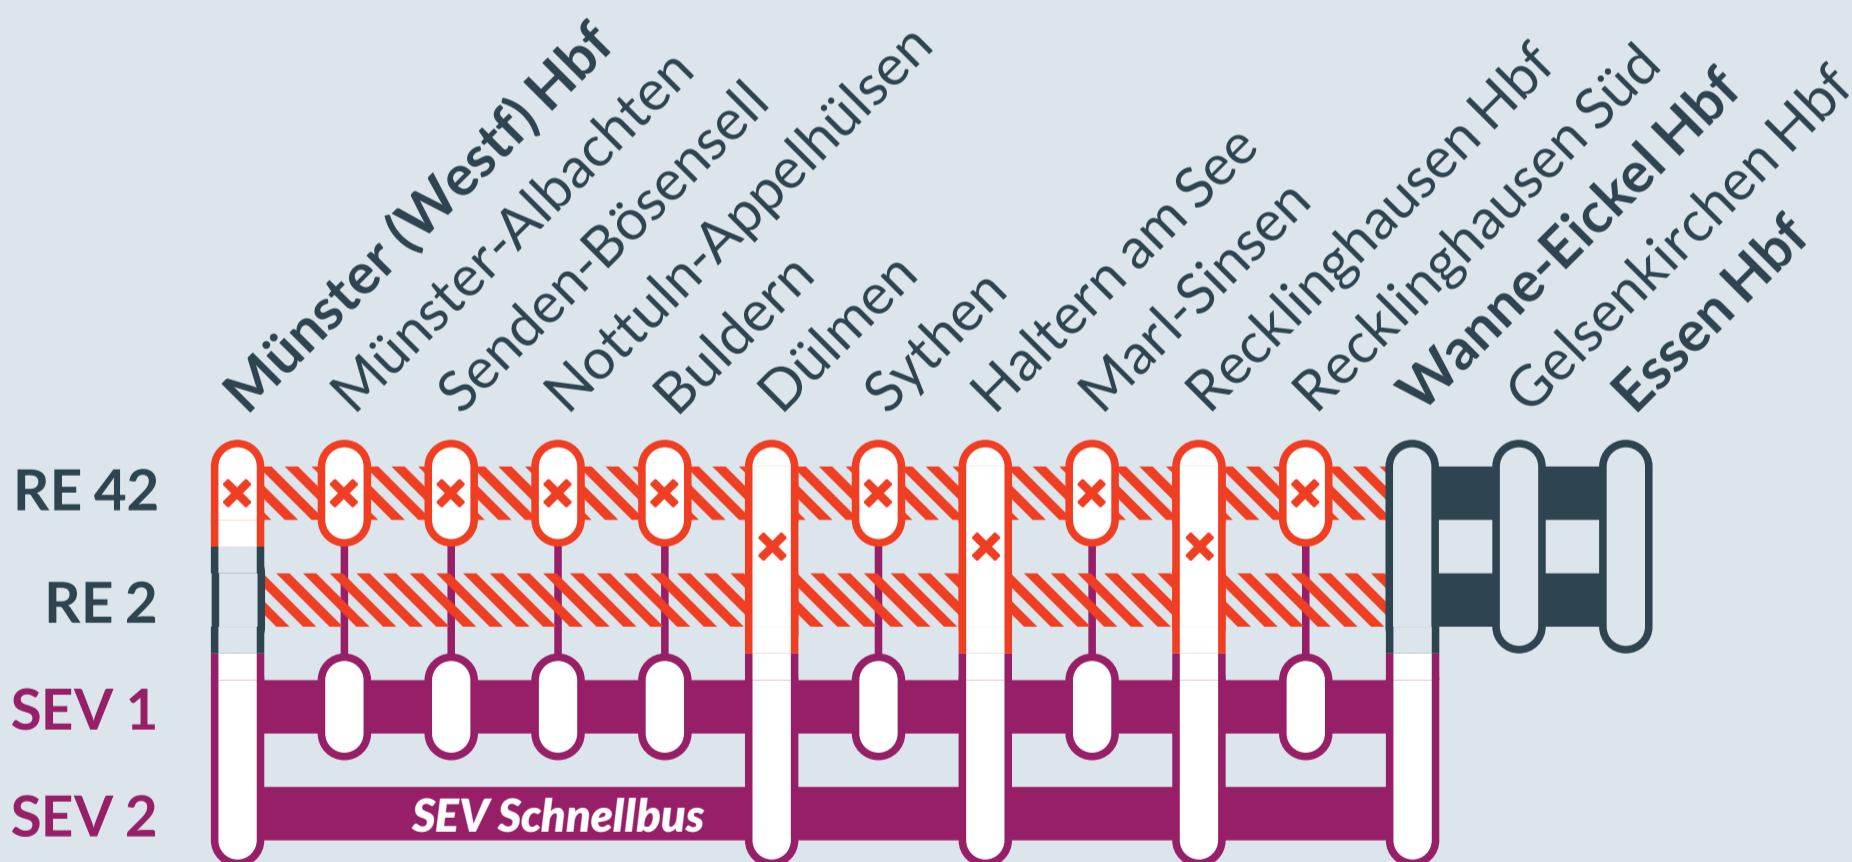 Münster (Westf) Hbf
Münster-Albachten
Senden-Bösensell
Nottuln-Appelhülsen
Buldern
Dülmen
Sythen
Haltern am See
Marl-Sinsen
Recklinghausen Hbf
Recklinghausen Süd
Wanne-Eickel Hbf
Gelsenkirchen Hbf
Essen Hbf
RE 42
RE 2
SEV 1
SEV 2
SEV Schnellbus